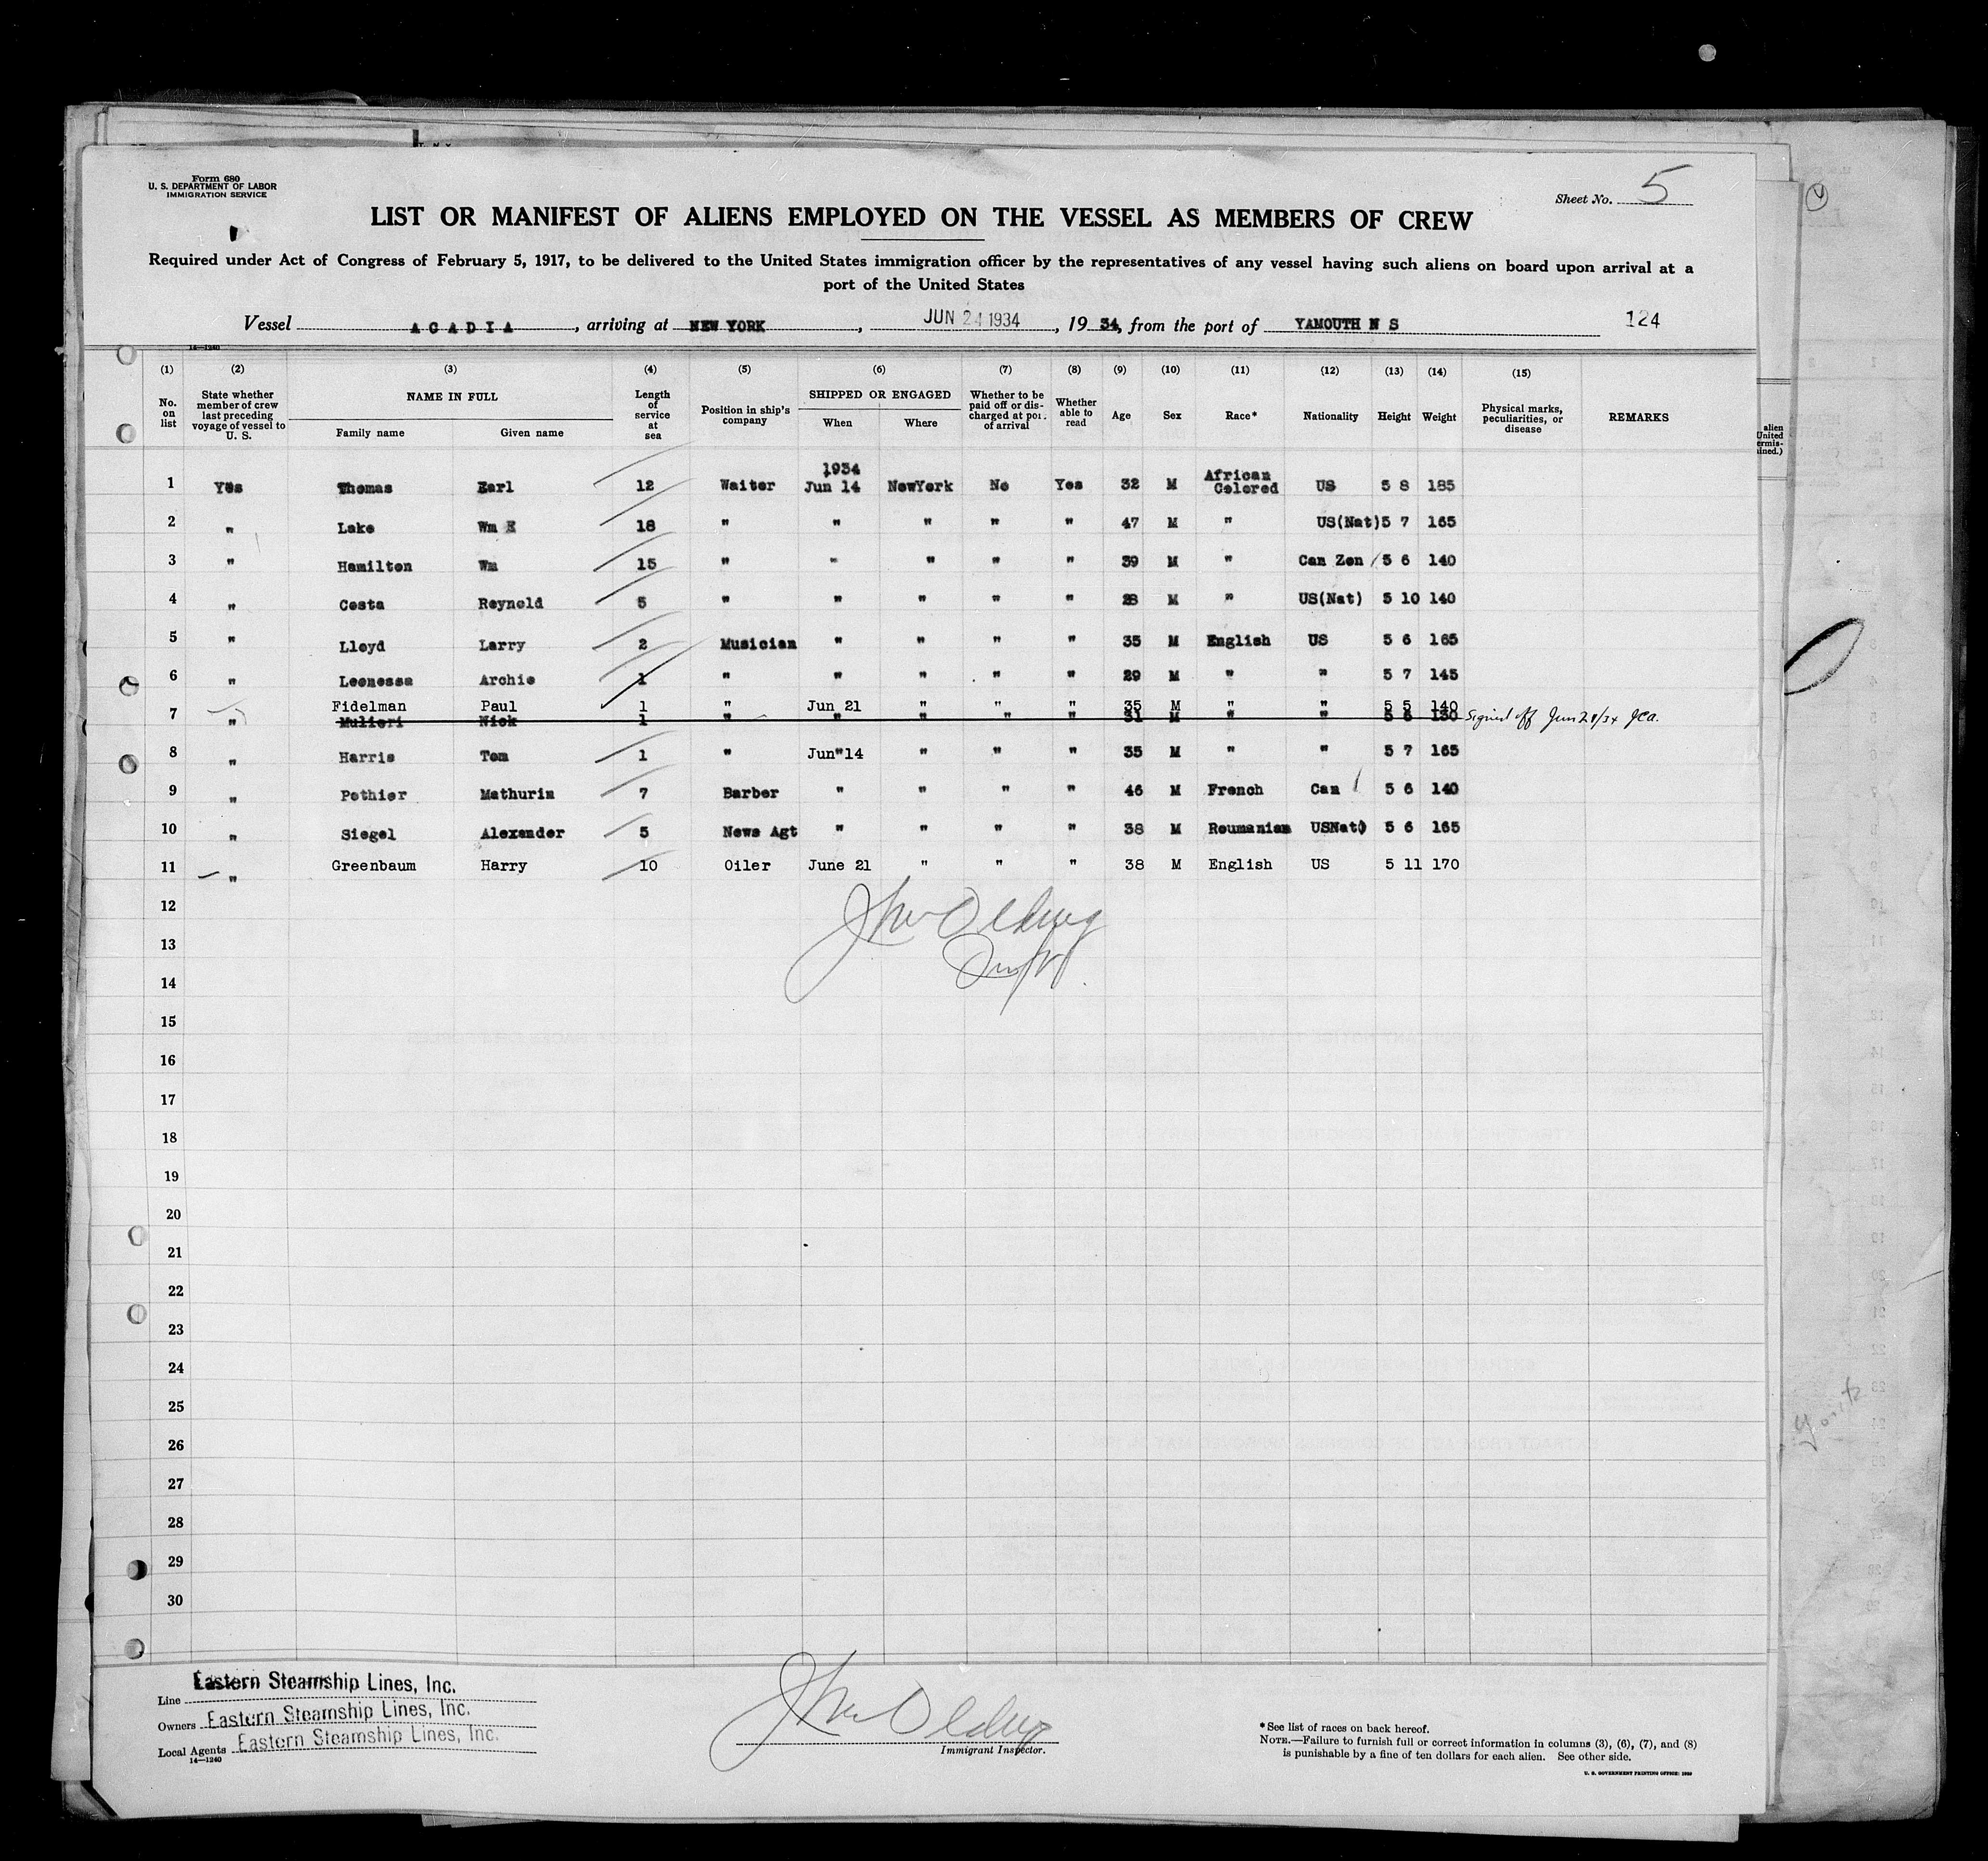 Form 680
U. S. DEPARTMENT OF LABOR
IMMIGRATION SERVICE
Sheet No. 5
LIST OR MANIFEST OF ALIENS EMPLOYED ON THE VESSEL AS MEMBERS OF CREW
Required under Act of Congress of February 5, 1917, to be delivered to the United States immigration officer by the representatives of any vessel having such aliens on board upon arrival at a
port of the United States
Vessel ACADIA, arriving at NEW YORK, JUN 24 1934, 1934, from the port of YAMOUTH N S 124
14—1240
(1) (2) (3) (4) (5) (6) (7) (8) (9) (10) (11) (12) (13) (14) (15)
No. on list State whether member of crew last preceding voyage of vessel to U. S. NAME IN FULL Family name Given name Length of service at sea Position in ship's company SHIPPED OR ENGAGED When Where Whether to be paid off or discharged at port of arrival Whether able to read Age Sex Race* Nationality Height Weight Physical marks, peculiarities, or disease REMARKS
1 Yes Thomas Earl 12 Waiter 1934 Jun 14 NewYork No Yes 32 M African Colored US 5 8 185
2 " Lake Wm E 18 " " " " " 47 M " US(Nat) 5 7 165
3 " Hamilton Wm 15 " " " " " 39 M " Can Zen 5 6 140
4 " Costa Reynold 5 " " " " " 28 M " US(Nat) 5 10 140
5 " Lloyd Larry 2 Musician " " " " 35 M English US 5 6 165
6 " Leonessa Archie 1 " " " " " 29 M " " 5 7 145
Fidelman Paul 1 " Jun 21 " " " 35 M " " 5 5 140
7 " Mulieri Nick 1 " " " " " 31 M " " 5 6 130 Signed off Jun 21/34
8 " Harris Tom 1 " Jun"14 " " " 35 M " " 5 7 165
9 " Pothier Mathurin 7 Barber " " " " 46 M French Can 5 6 140
10 " Siegel Alexander 5 News Agt " " " " 38 M Roumanian USNat) 5 6 165
11 " Greenbaum Harry 10 Oiler June 21 " " " 38 M English US 5 11 170
12
13
14
15
16
17
18
19
20
21
22
23
24
25
26
27
28
29
30
Line Eastern Steamship Lines, Inc.
Owners Eastern Steamship Lines, Inc.
Local Agents Eastern Steamship Lines, Inc.
14—1240
Immigrant Inspector.
*See list of races on back hereof.
NOTE.—Failure to furnish full or correct information in columns (3), (6), (7), and (8)
is punishable by a fine of ten dollars for each alien. See other side.
U. S. GOVERNMENT PRINTING OFFICE: 1929